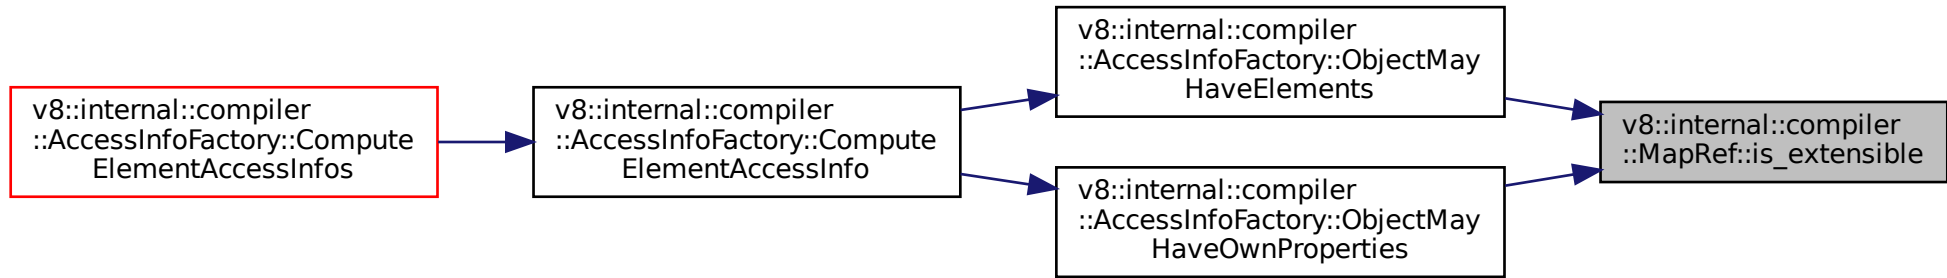 v8::internal::compiler
::AccessInfoFactory::Compute
ElementAccessInfos
v8::internal::compiler
::AccessInfoFactory::Compute
ElementAccessInfo
v8::internal::compiler
::AccessInfoFactory::ObjectMay
HaveElements
v8::internal::compiler
::AccessInfoFactory::ObjectMay
HaveOwnProperties
v8::internal::compiler
::MapRef::is_extensible